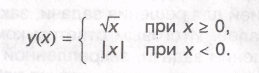 y(x) = { √x при x ≥ 0,
|x| при x < 0.